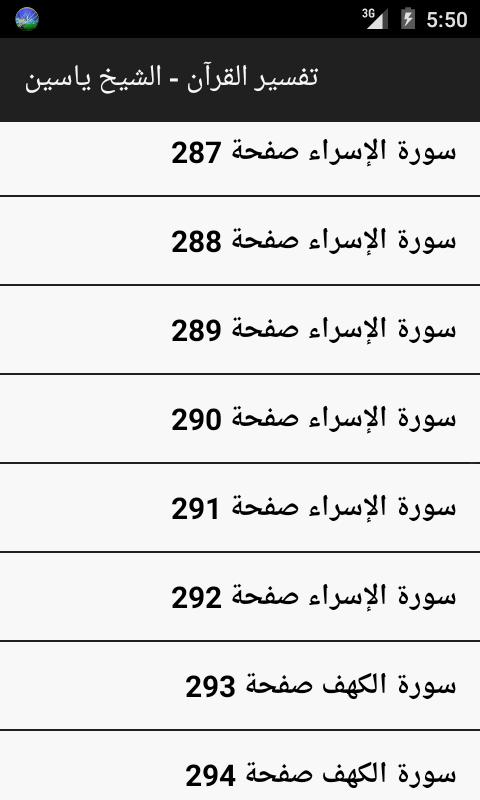 3G 5:50
تفسير القرآن - الشيخ ياسين
سورة الإسراء صفحة 287
سورة الإسراء صفحة 288
سورة الإسراء صفحة 289
سورة الإسراء صفحة 290
سورة الإسراء صفحة 291
سورة الإسراء صفحة 292
سورة الكهف صفحة 293
سورة الكهف صفحة 294